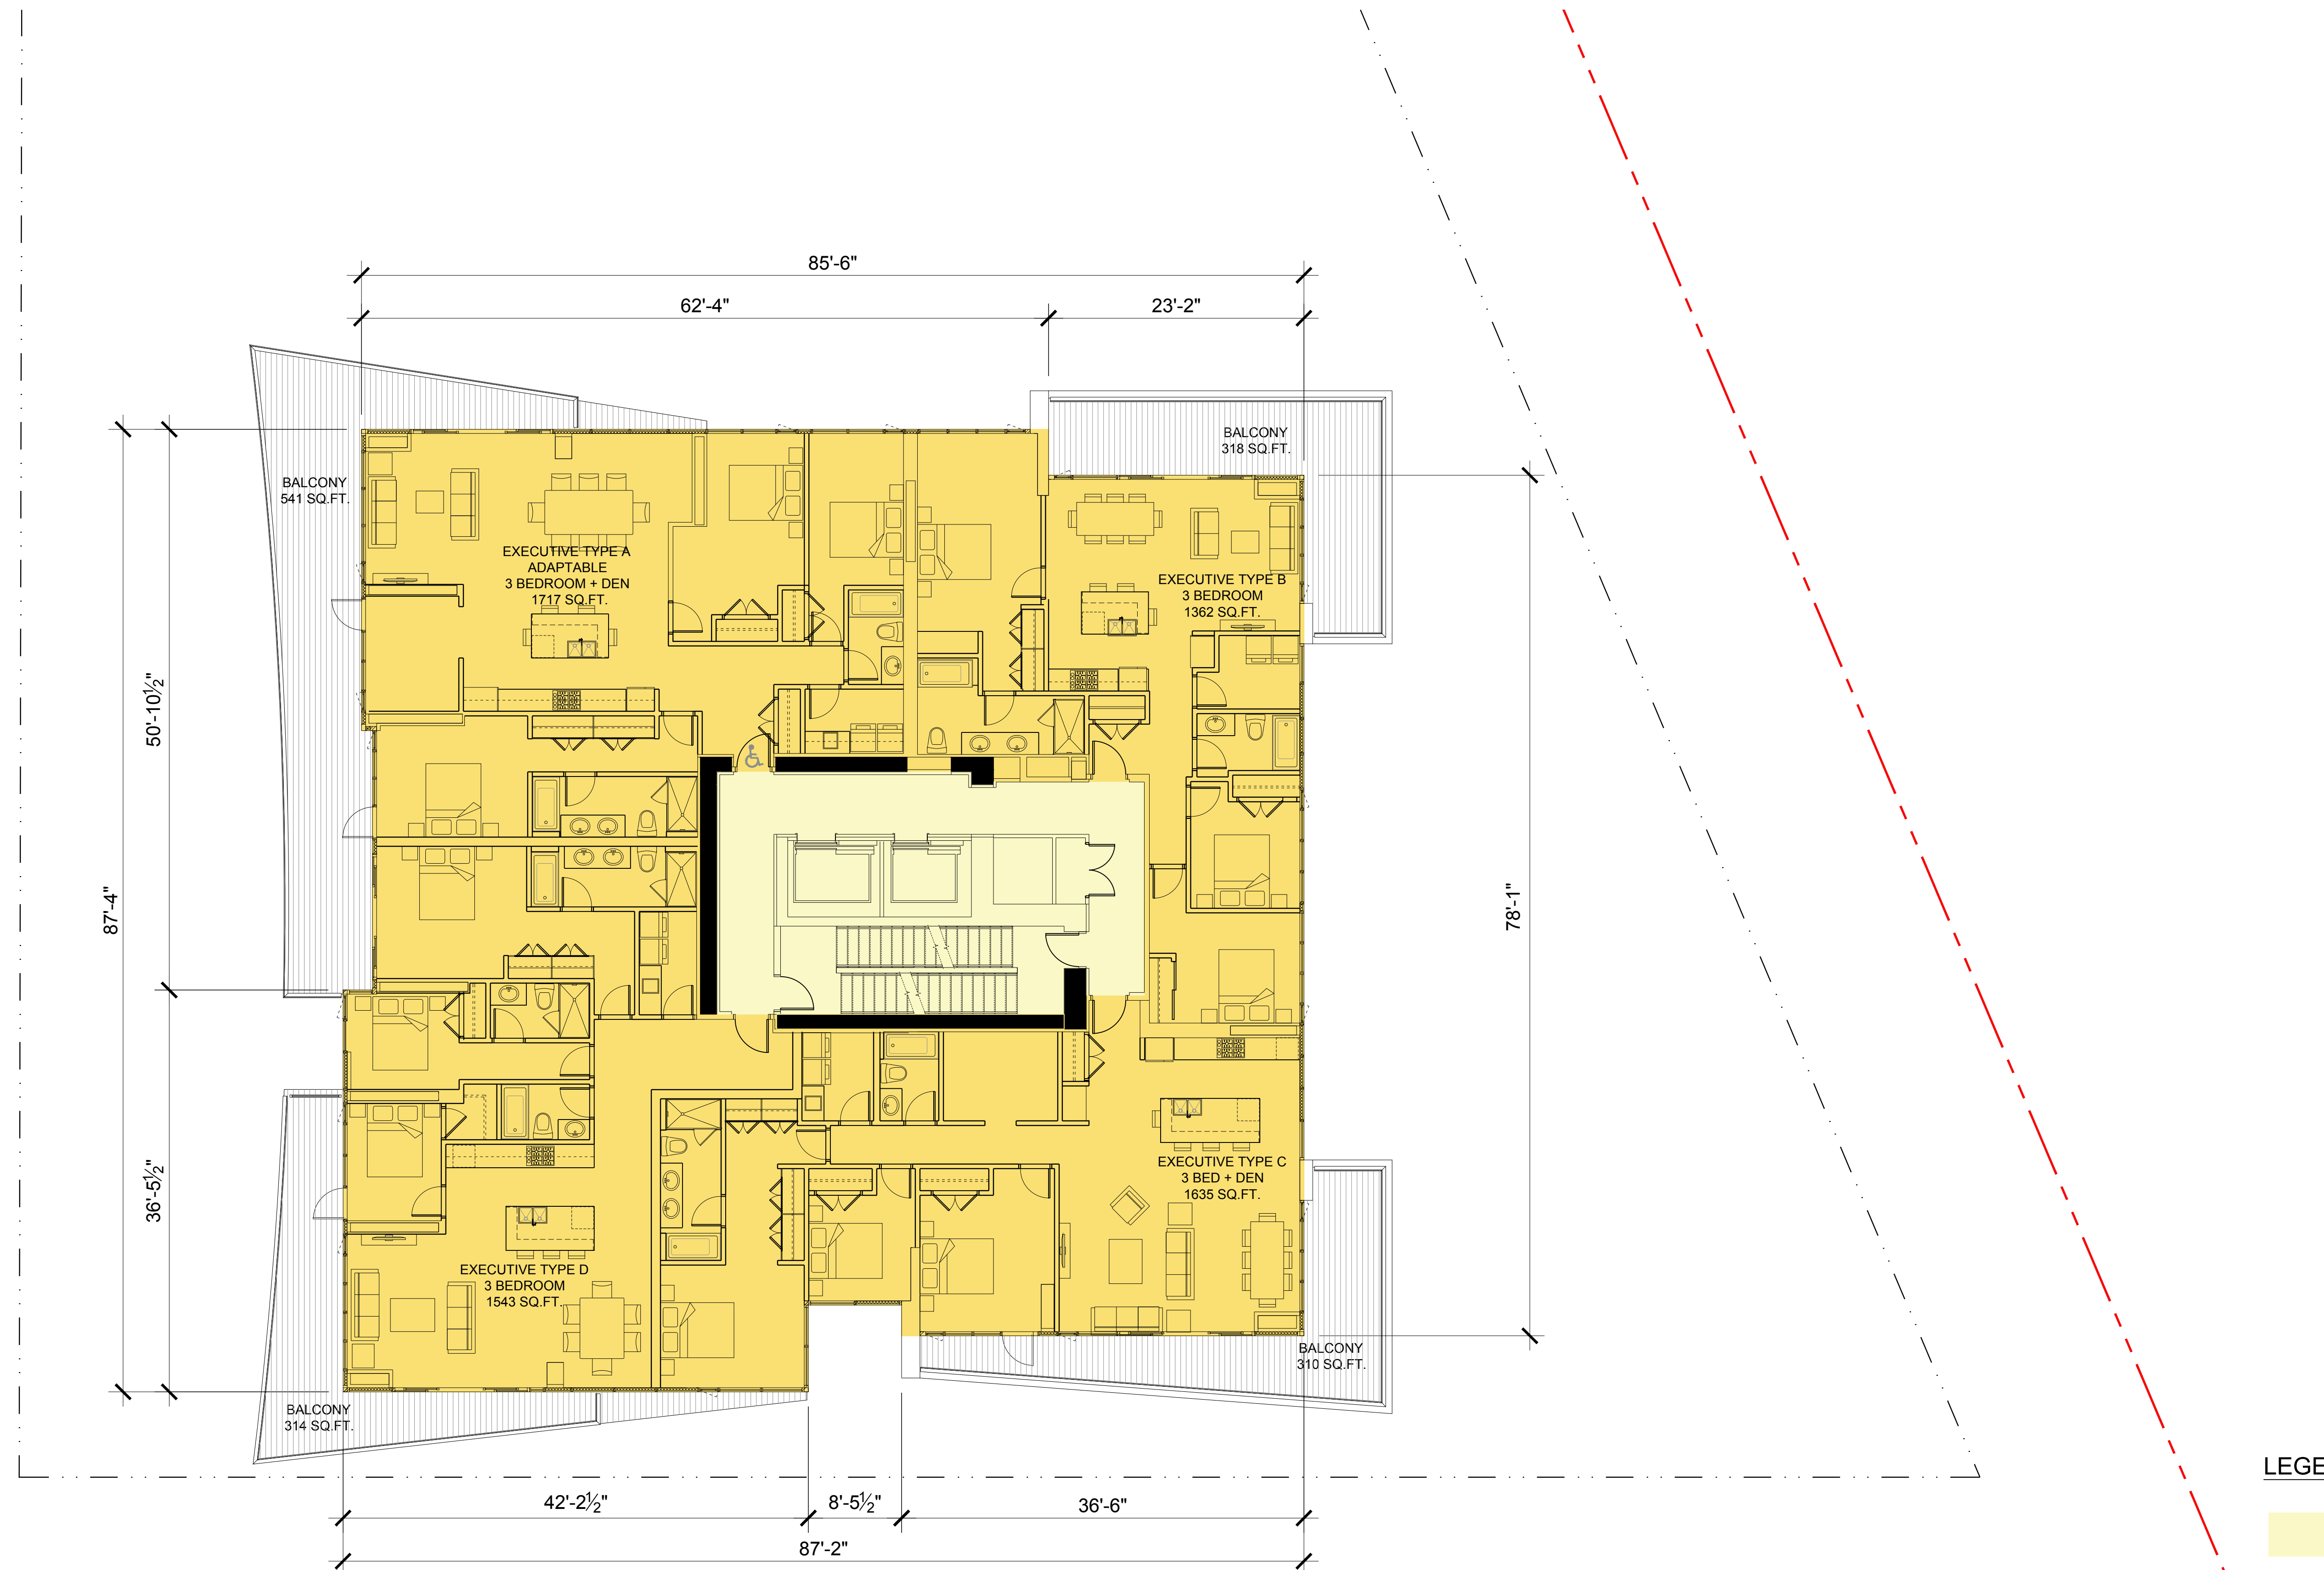 85'-6"
62'-4"
23'-2"
BALCONY
318 SQ.FT.
BALCONY
541 SQ.FT.
EXECUTIVE TYPE A
ADAPTABLE
3 BEDROOM + DEN
1717 SQ.FT.
EXECUTIVE TYPE B
3 BEDROOM
1362 SQ.FT.
50'-10½"
87'-4"
78'-1"
36'-5½"
EXECUTIVE TYPE C
3 BED + DEN
1635 SQ.FT.
EXECUTIVE TYPE D
3 BEDROOM
1543 SQ.FT.
BALCONY
310 SQ.FT.
BALCONY
314 SQ.FT.
LEGE
42'-2½"
8'-5½"
36'-6"
87'-2"